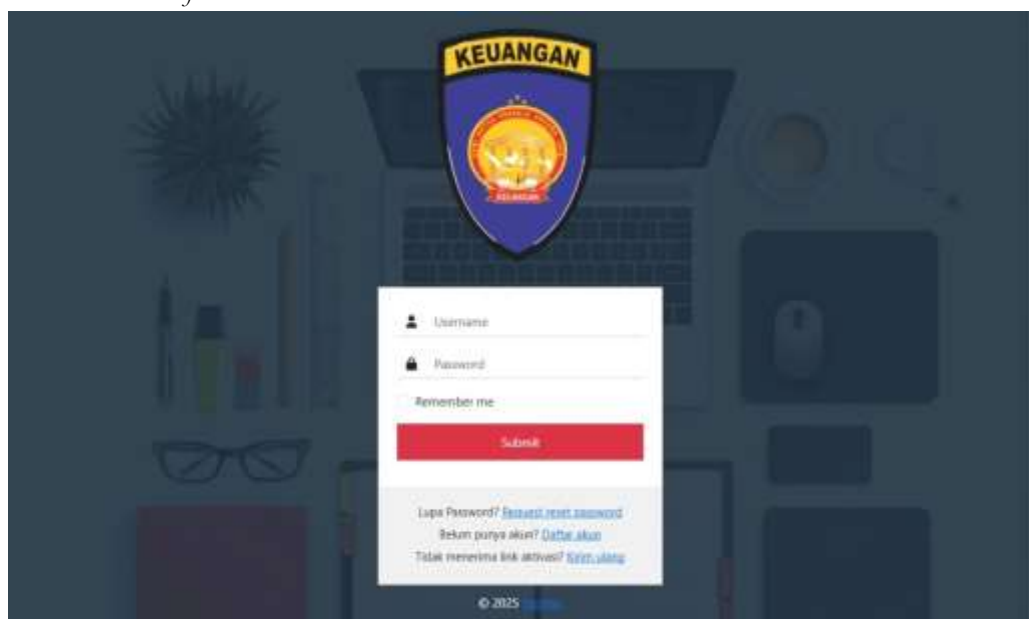 KEUANGAN
KEUANGAN
Username
Password
Remember me
Submit
Lupa Password? Request reset password
Belum punya akun? Daftar akun
Tidak menerima link aktivasi? Kirim ulang
© 2025